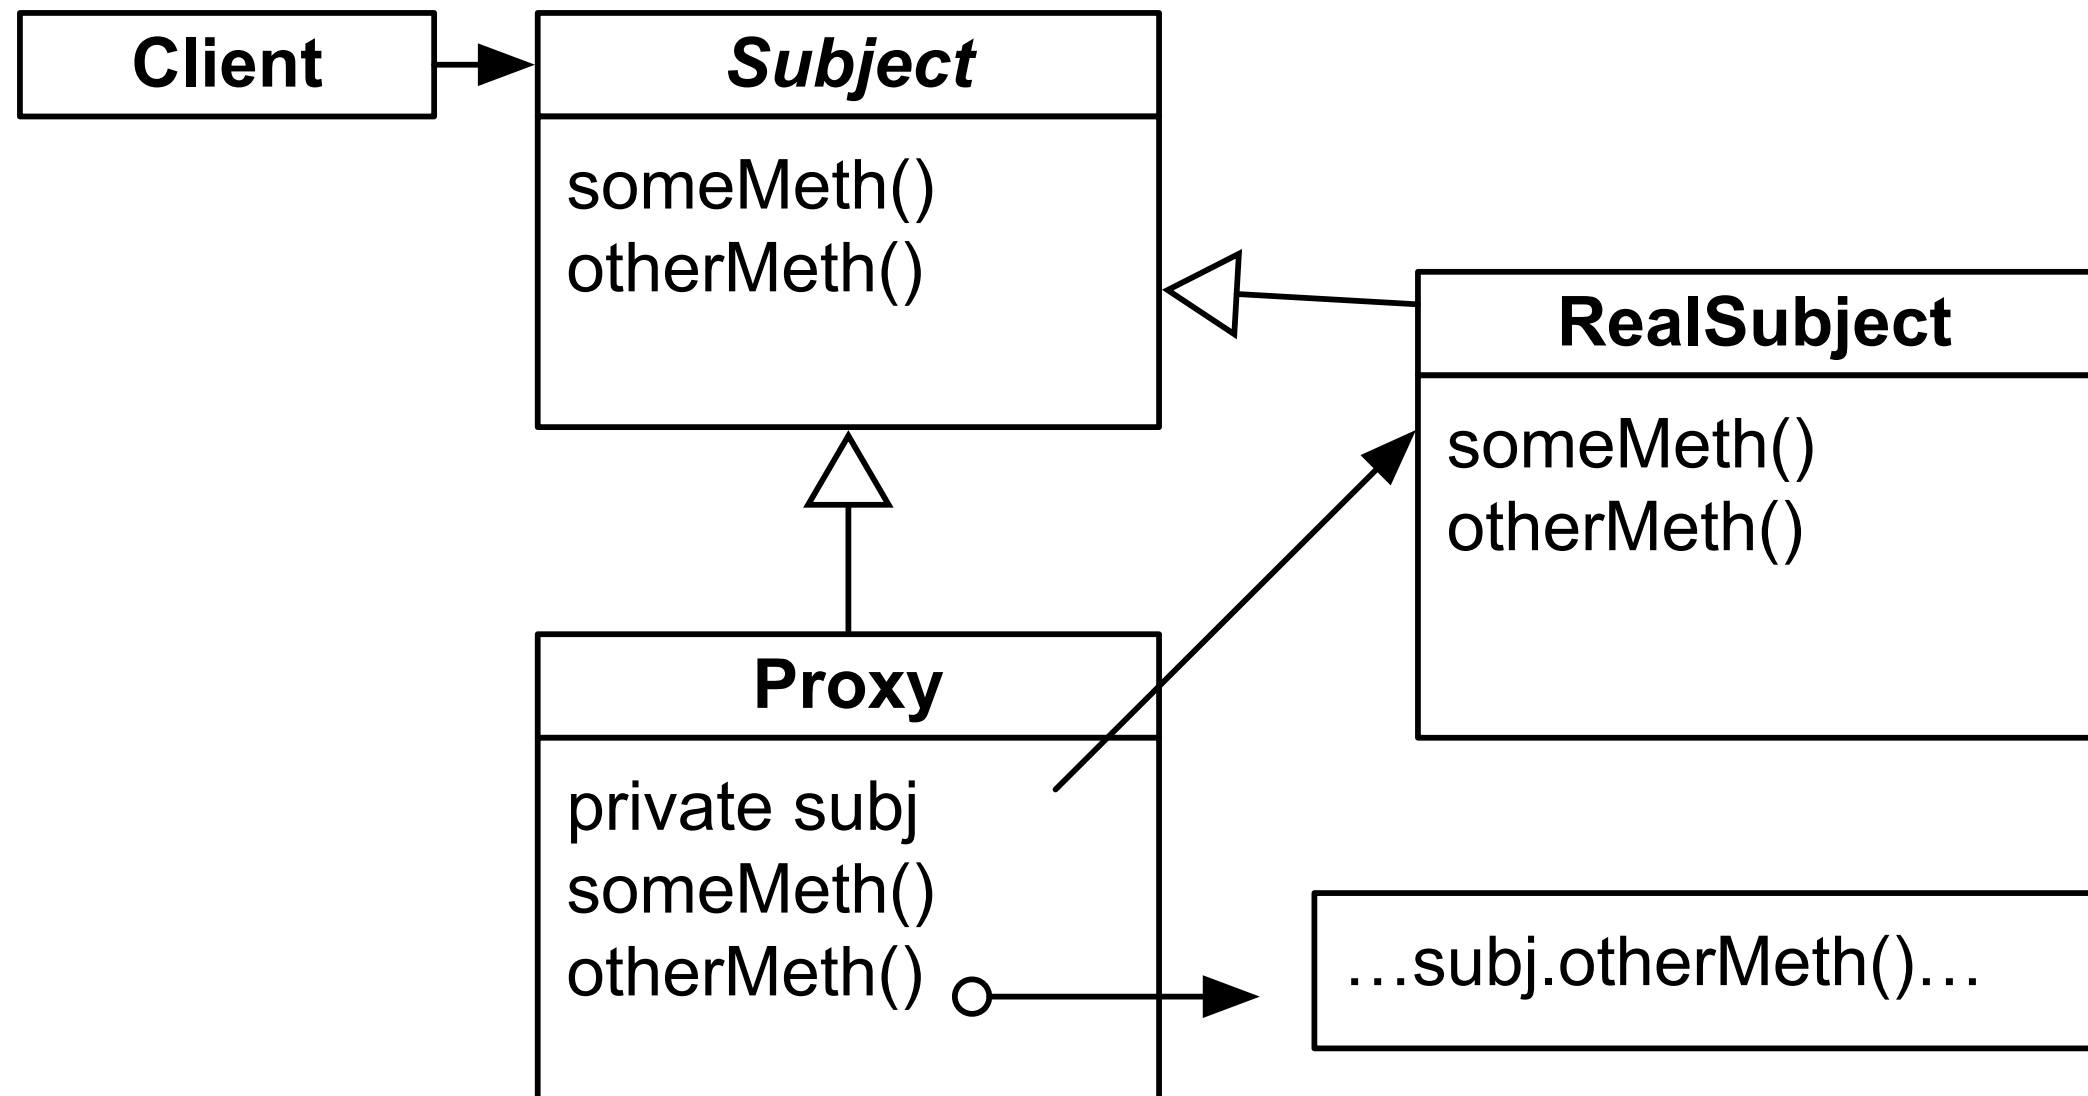 Client
Subject
someMeth()
otherMeth()
RealSubject
someMeth()
otherMeth()
Proxy
private subj
someMeth()
otherMeth()
…subj.otherMeth()…